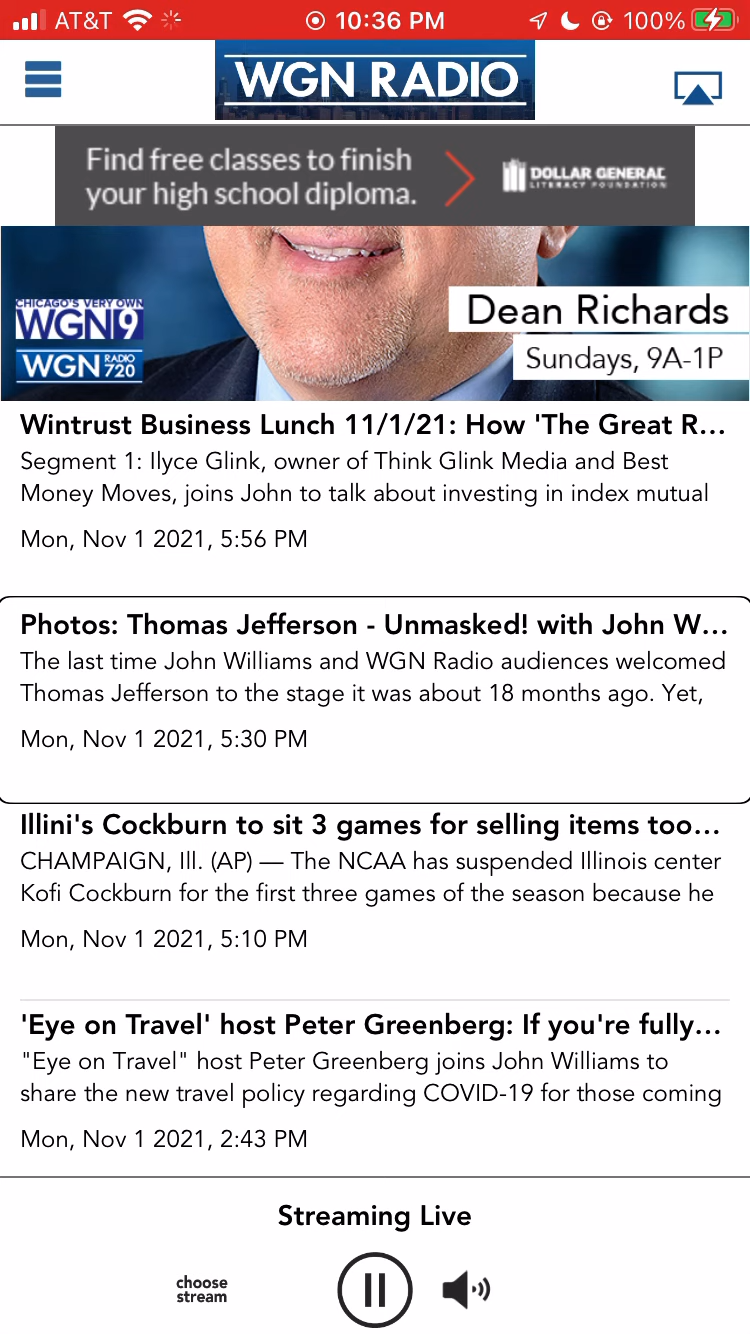 AT&T 10:36 PM 100%
WGN RADIO
Find free classes to finish
your high school diploma.
DOLLAR GENERAL
LITERACY FOUNDATION
CHICAGO'S VERY OWN
WGN9
WGN RADIO 720
Dean Richards
Sundays, 9A-1P
Wintrust Business Lunch 11/1/21: How 'The Great R...
Segment 1: Ilyce Glink, owner of Think Glink Media and Best
Money Moves, joins John to talk about investing in index mutual
Mon, Nov 1 2021, 5:56 PM
Photos: Thomas Jefferson - Unmasked! with John W...
The last time John Williams and WGN Radio audiences welcomed
Thomas Jefferson to the stage it was about 18 months ago. Yet,
Mon, Nov 1 2021, 5:30 PM
Illini's Cockburn to sit 3 games for selling items too...
CHAMPAIGN, Ill. (AP) — The NCAA has suspended Illinois center
Kofi Cockburn for the first three games of the season because he
Mon, Nov 1 2021, 5:10 PM
'Eye on Travel' host Peter Greenberg: If you're fully...
"Eye on Travel" host Peter Greenberg joins John Williams to
share the new travel policy regarding COVID-19 for those coming
Mon, Nov 1 2021, 2:43 PM
Streaming Live
choose
stream